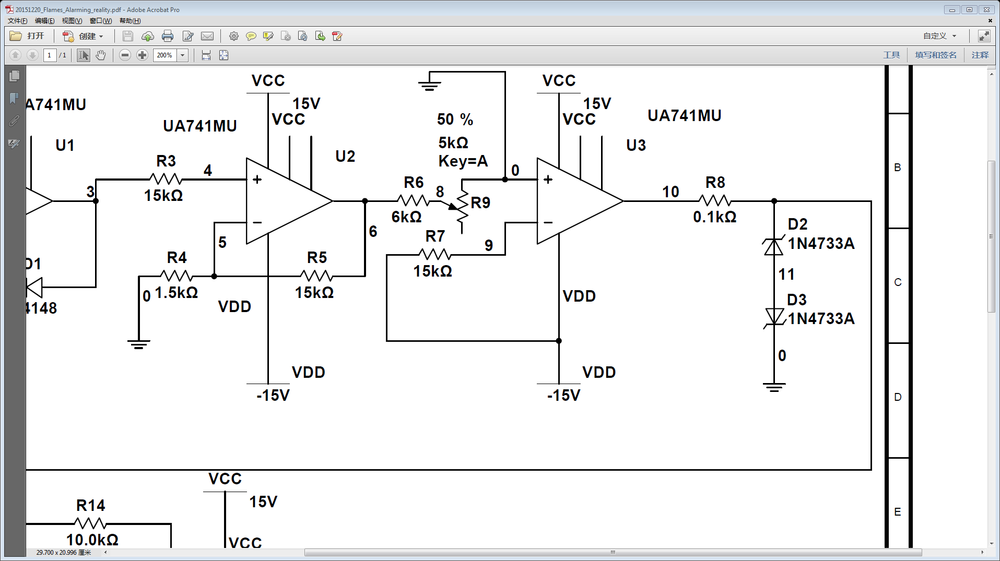 20151220_Flames_Alarming_reality.pdf - Adobe Acrobat Pro
文件(F) 编辑(E) 视图(V) 窗口(W) 帮助(H)
打开 创建 自定义
1 / 1 200% 工具 填写和签名 注释
VCC VCC
15V 15V
A741MU
VCC VCC
UA741MU 50 % UA741MU
U1 5kΩ U3
U2
R3 4 Key=A 0
+ +
3 15kΩ R6 8 R9 10 R8
6kΩ 0.1kΩ
− −
5 6 R7 9 D2
1N4733A
D1 R4 R5 15kΩ 11
0 1.5kΩ 15kΩ VDD D3
4148 VDD 1N4733A
0
VDD VDD
-15V -15V
VCC
15V
R14
10.0kΩ VCC
B
C
D
E
29.700 x 20.996 厘米